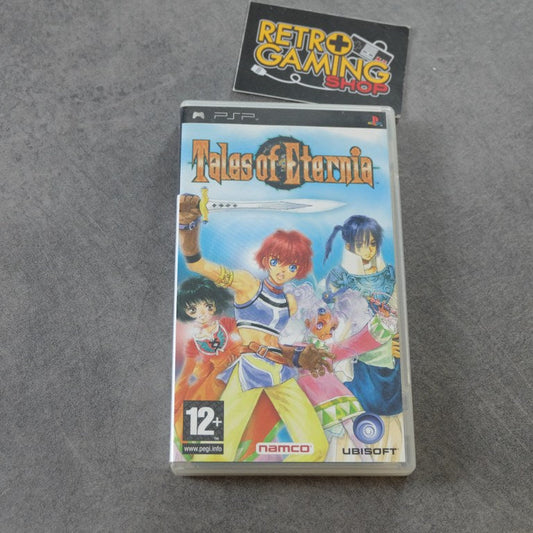 RETRO
GAMING
SHOP
PSP
Tales of Eternia
12+
www.pegi.info
namco
UBISOFT